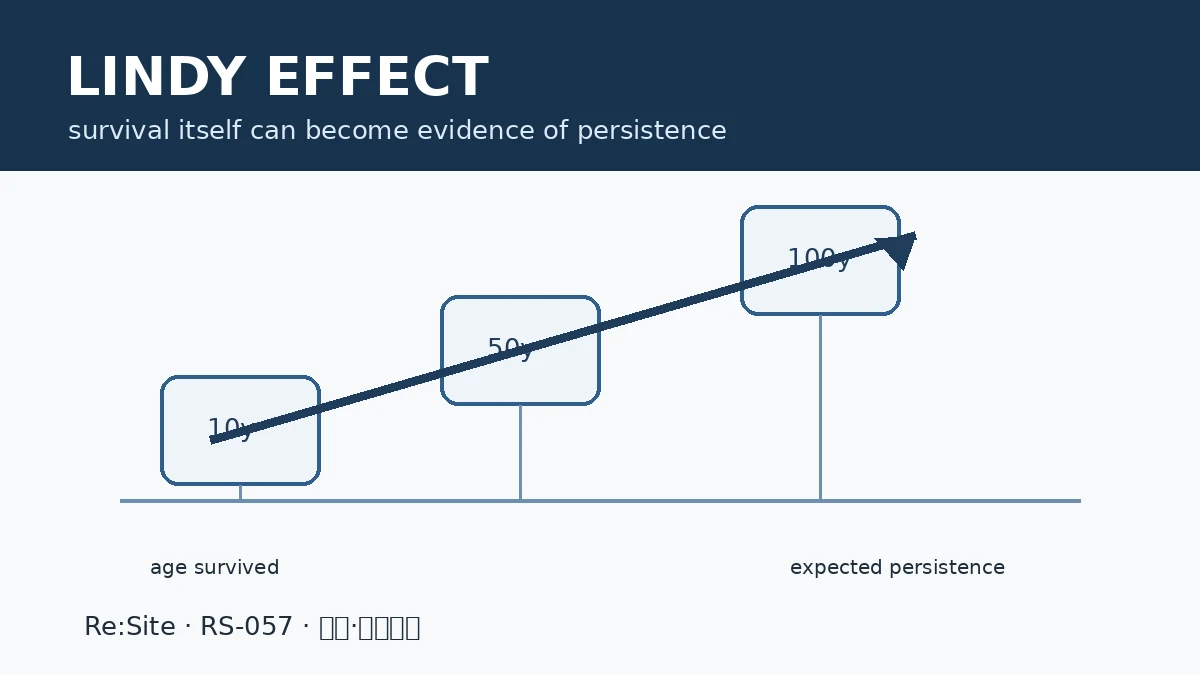 LINDY EFFECT
survival itself can become evidence of persistence
100y
50y
10y
age survived
expected persistence
Re:Site · RS-057 ·